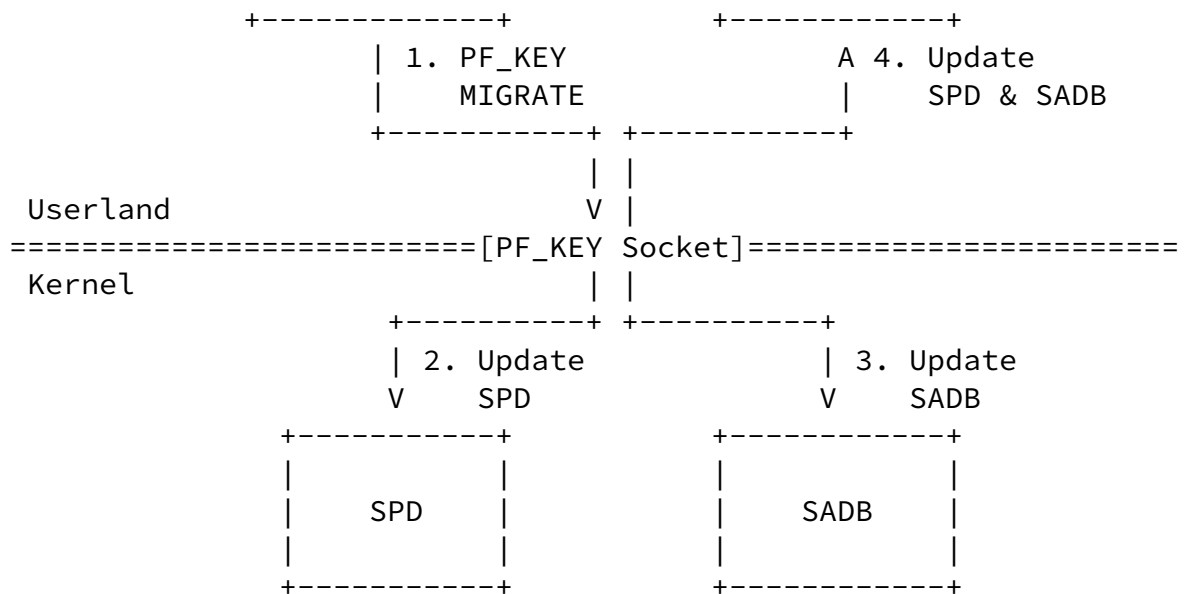 1. PF_KEY A 4. Update
MIGRATE SPD & SADB
Userland V
[PF_KEY Socket]
Kernel
2. Update 3. Update
V SPD V SADB
SPD SADB